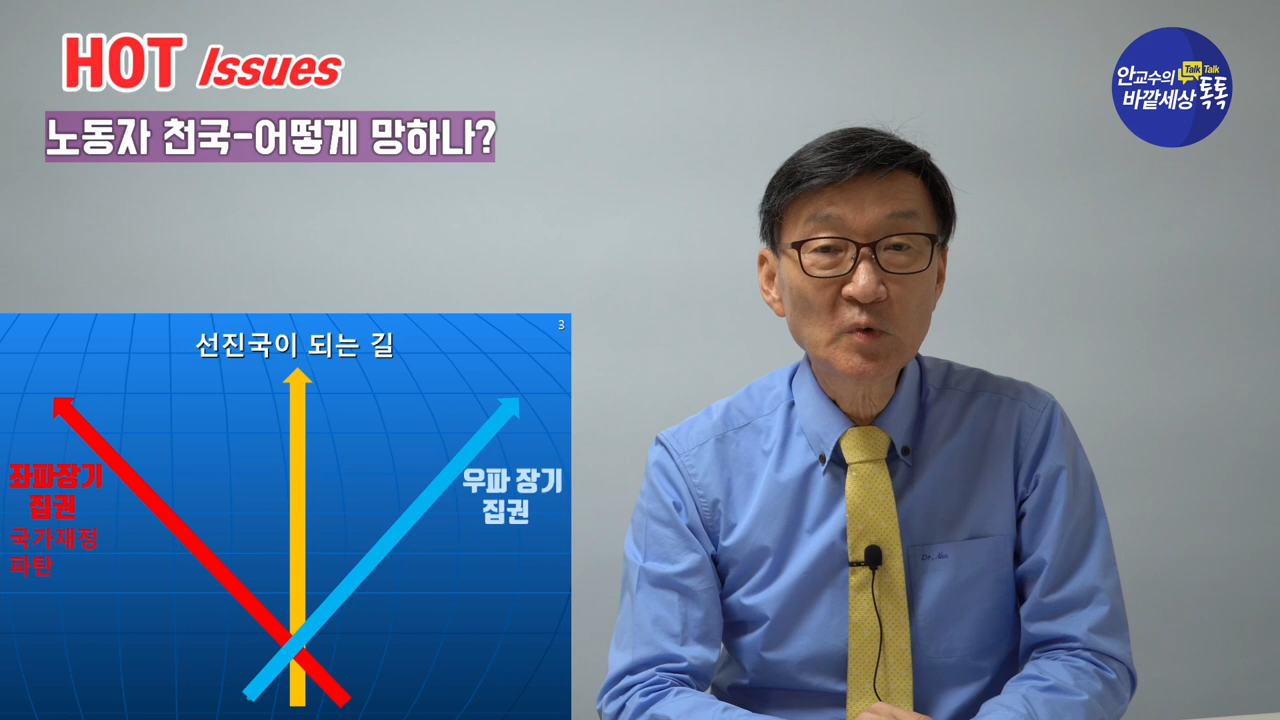 HOT Issues
노동자 천국-어떻게 망하나?
안교수의
Talk Talk
바깥세상 톡톡
3
선진국이 되는 길
좌파장기
집권
국가재정
파탄
우파 장기
집권